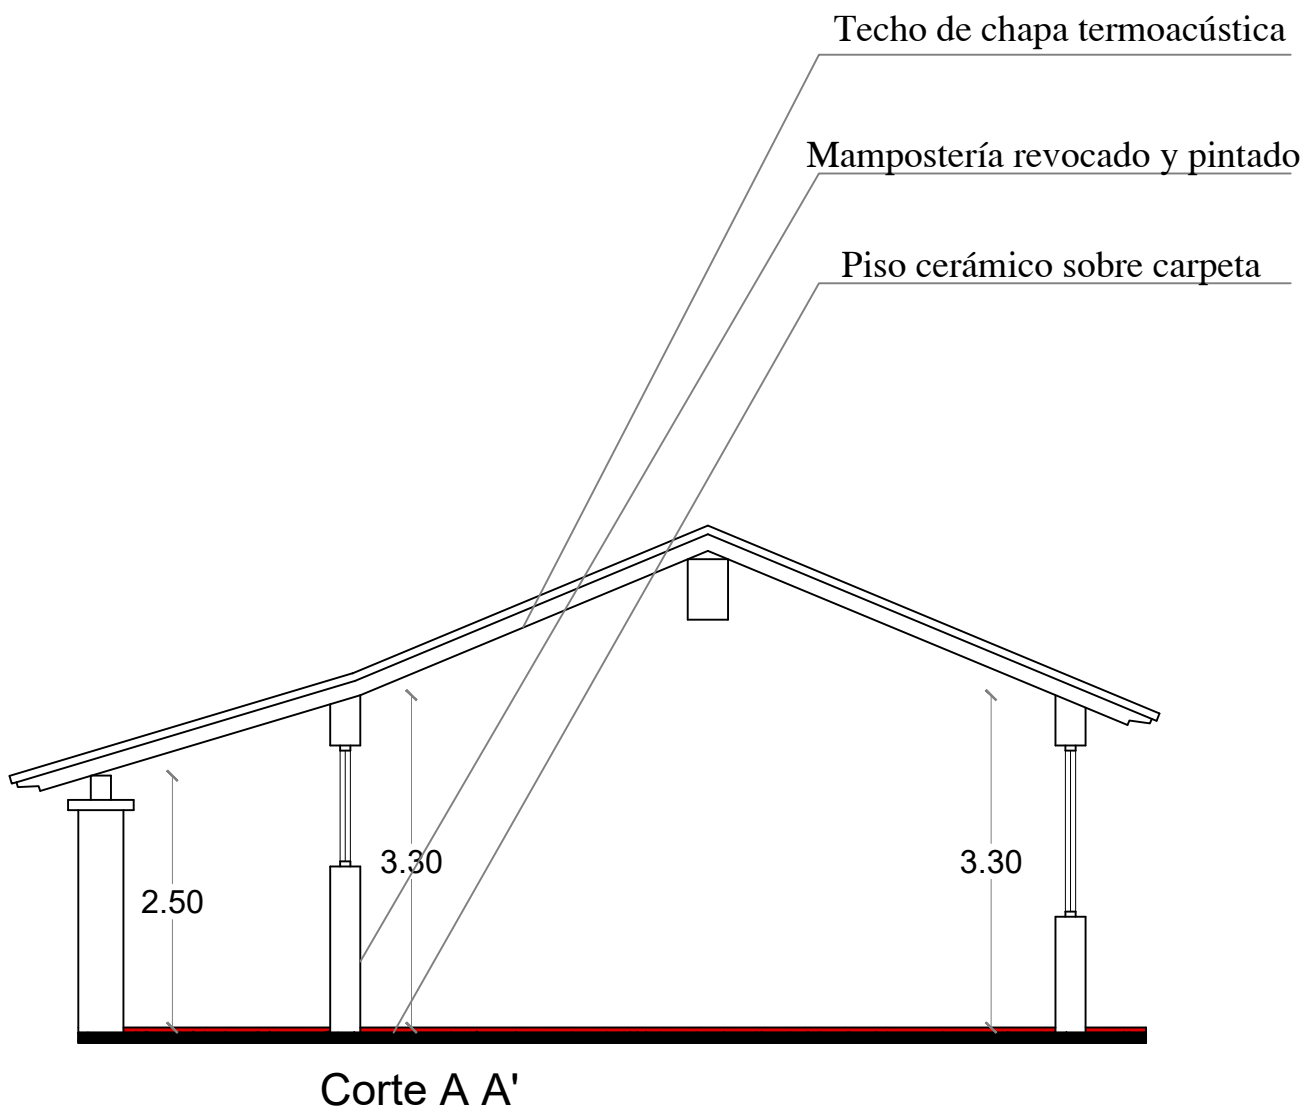 Techo de chapa termoacústica
Mampostería revocado y pintado
Piso cerámico sobre carpeta
3.30
3.30
2.50
Corte A A'